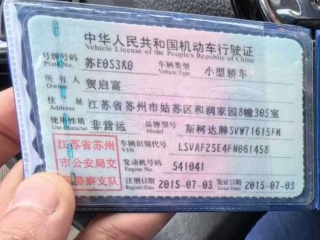 中华人民共和国机动车行驶证
Vehicle License of the People's Republic of China
号牌号码 苏E0S3K0 车辆类型 小型轿车
Plate No. Vehicle Type
所有人 贺启富
住址 江苏省苏州市姑苏区和润家园8幢305室
使用性质 非营运 品牌型号 斯柯达牌SVW71615FM
Use Character
江苏省苏州 车辆识别代号 LSVAF25E4FN061458
VIN
市公安局交 发动机号码 541041
Engine No.
警察支队 注册日期 2015-07-03 发证日期 2015-07-03
Register Date Issue Date